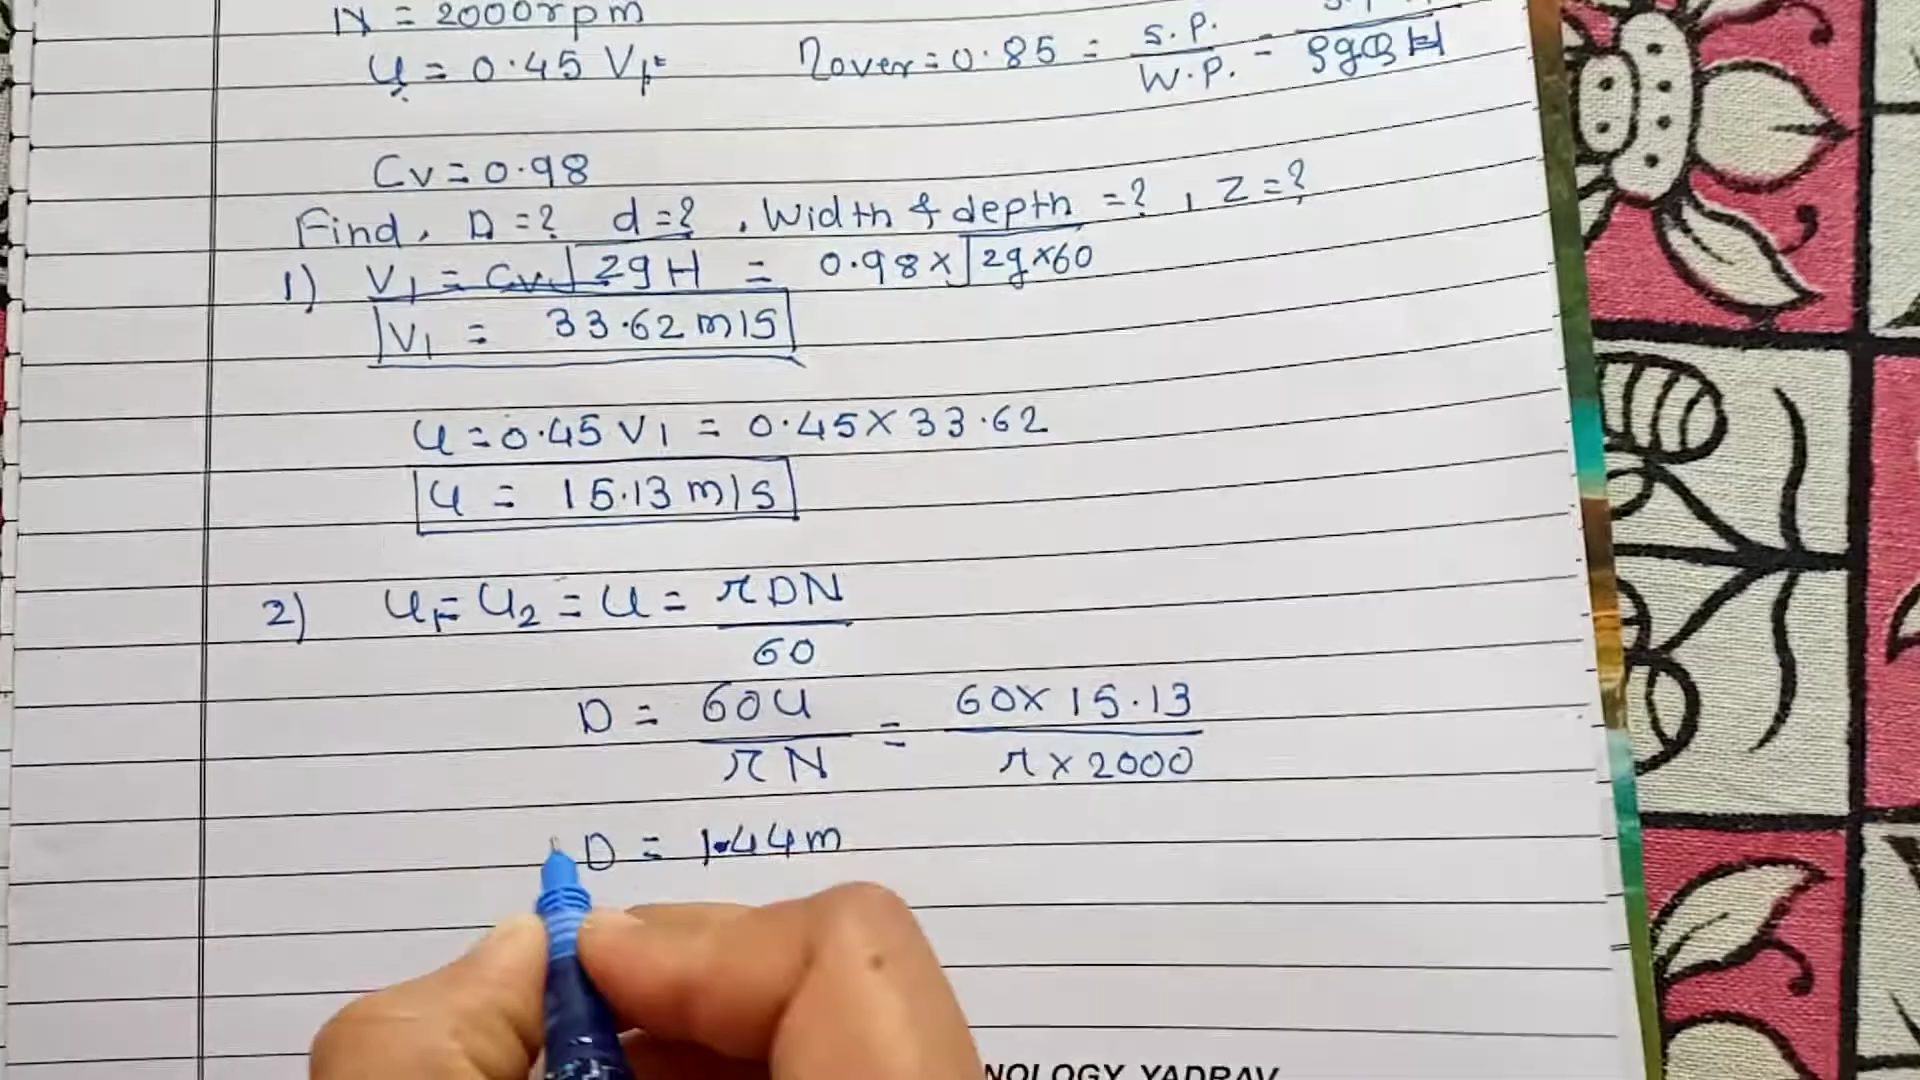 N = 2000rpm
u = 0.45 V1 ηover = 0.85 = S.P. / W.P. = ρgQH
Cv = 0.98
Find, D = ? d = ?, Width & depth = ?, Z = ?
1) V1 = Cv √2gH = 0.98 × √2g×60
V1 = 33.62 m/s
u = 0.45 V1 = 0.45 × 33.62
u = 15.13 m/s
2) u1 = u2 = u = πDN / 60
D = 60u / πN = 60 × 15.13 / π × 2000
D = 1.44m
NOLOGY, YADRAV